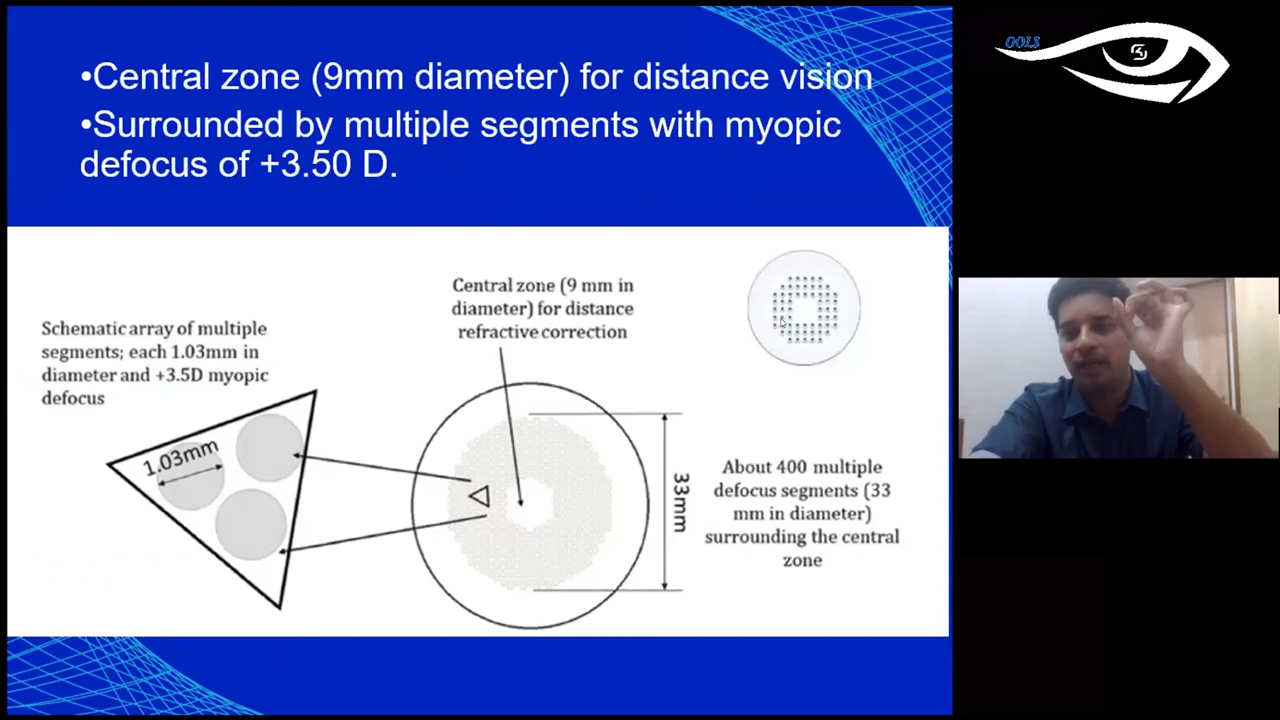 •Central zone (9mm diameter) for distance vision
•Surrounded by multiple segments with myopic
defocus of +3.50 D.
OOLS
Central zone (9 mm in
diameter) for distance
refractive correction
Schematic array of multiple
segments; each 1.03mm in
diameter and +3.5D myopic
defocus
1.03mm
33mm
About 400 multiple
defocus segments (33
mm in diameter)
surrounding the central
zone